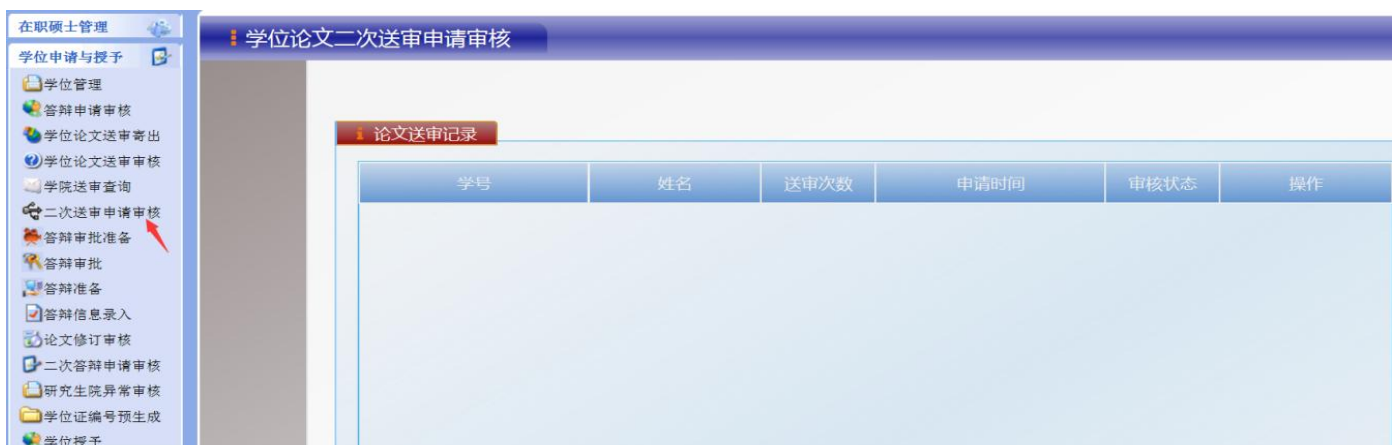 在职硕士管理
学位申请与授予
学位管理
答辩申请审核
学位论文送审寄出
学位论文送审审核
学院送审查询
二次送审申请审核
答辩审批准备
答辩审批
答辩准备
答辩信息录入
论文修订审核
二次答辩申请审核
研究生院异常审核
学位证编号预生成
学位授予
学位论文二次送审申请审核
论文送审记录
学号 姓名 送审次数 申请时间 审核状态 操作